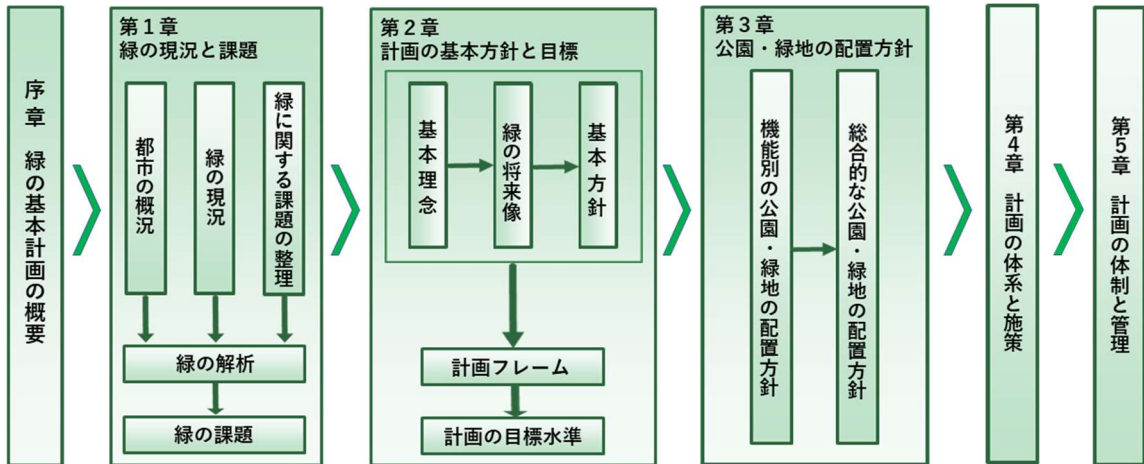 序章　緑の基本計画の概要
第1章
緑の現況と課題
都市の概況
緑の現況
緑に関する課題の整理
緑の解析
緑の課題
第2章
計画の基本方針と目標
基本理念
緑の将来像
基本方針
計画フレーム
計画の目標水準
第3章
公園・緑地の配置方針
機能別の公園・緑地の配置方針
総合的な公園・緑地の配置方針
第4章　計画の体系と施策
第5章　計画の体制と管理